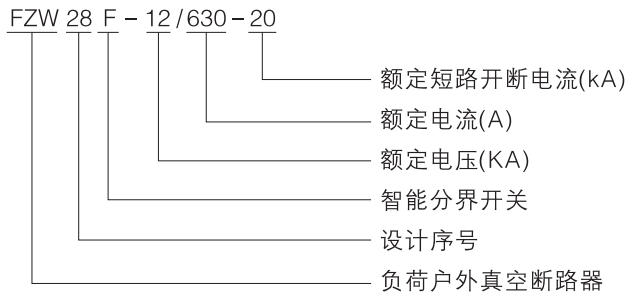 FZW 28 F - 12 / 630 - 20
额定短路开断电流(kA)
额定电流(A)
额定电压(KA)
智能分界开关
设计序号
负荷户外真空断路器